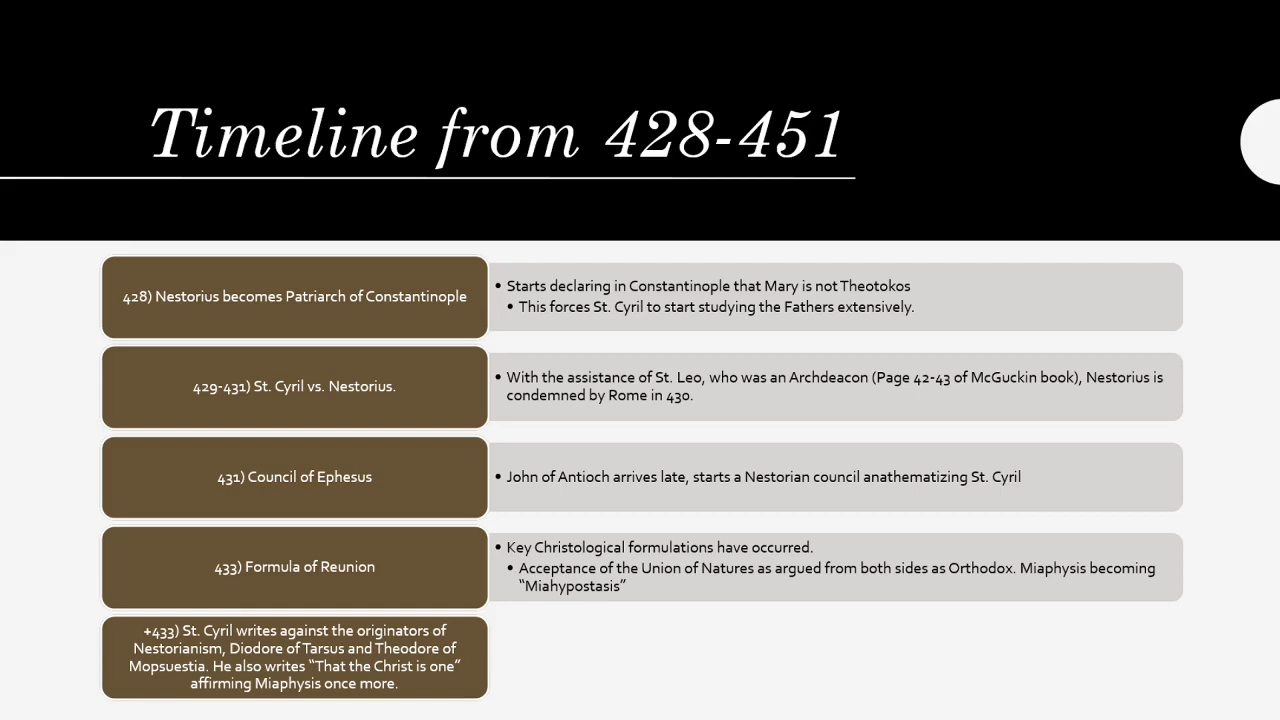 Timeline from 428-451
428) Nestorius becomes Patriarch of Constantinople
• Starts declaring in Constantinople that Mary is not Theotokos
• This forces St. Cyril to start studying the Fathers extensively.
429-431) St. Cyril vs. Nestorius.
• With the assistance of St. Leo, who was an Archdeacon (Page 42-43 of McGuckin book), Nestorius is
condemned by Rome in 430.
431) Council of Ephesus
• John of Antioch arrives late, starts a Nestorian council anathematizing St. Cyril
433) Formula of Reunion
• Key Christological formulations have occurred.
• Acceptance of the Union of Natures as argued from both sides as Orthodox. Miaphysis becoming
“Miahypostasis”
+433) St. Cyril writes against the originators of
Nestorianism, Diodore of Tarsus and Theodore of
Mopsuestia. He also writes “That the Christ is one”
affirming Miaphysis once more.